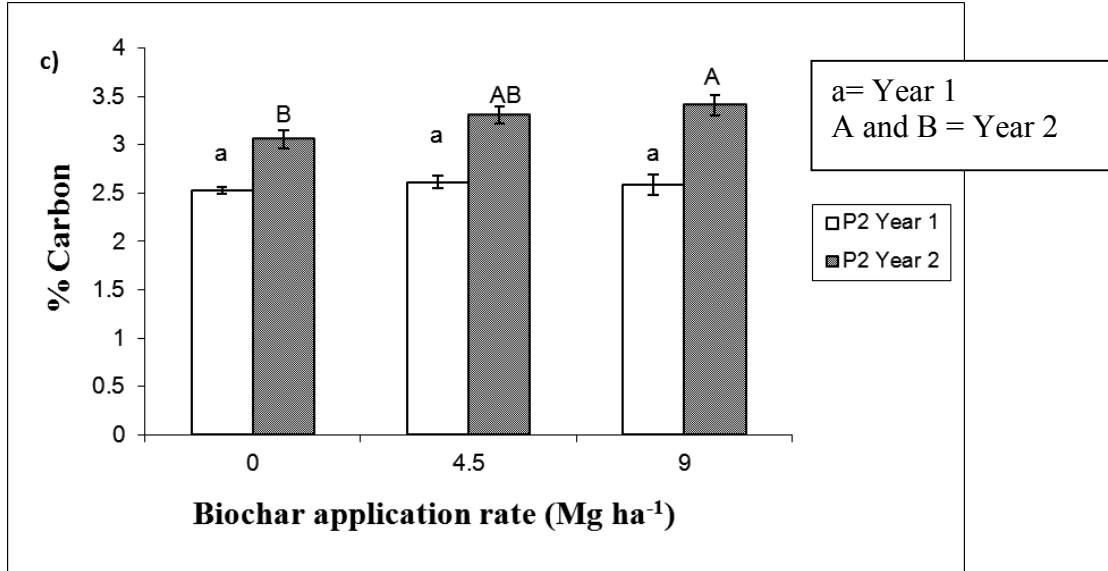 c)
% Carbon
4
3.5
3
2.5
2
1.5
1
0.5
0
a
B
a
AB
a
A
0
4.5
9
Biochar application rate (Mg ha⁻¹)
a= Year 1
A and B = Year 2
P2 Year 1
P2 Year 2